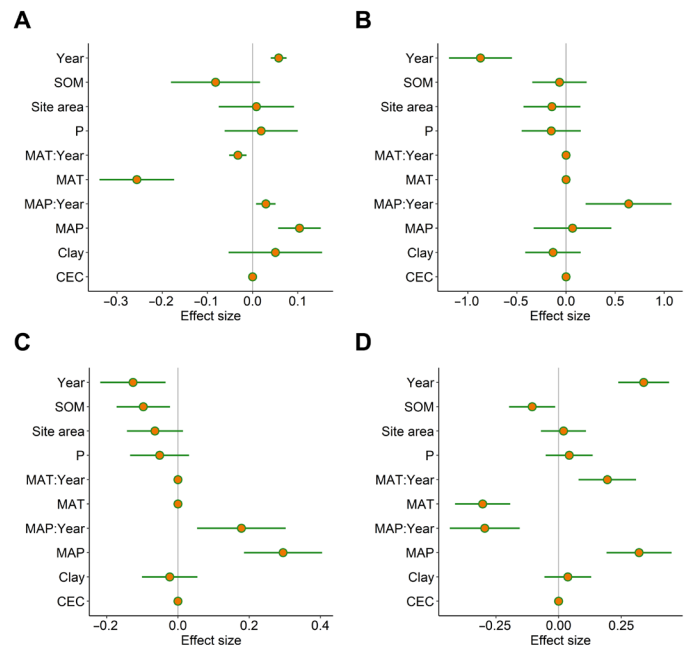 A
Year
SOM
Site area
P
MAT:Year
MAT
MAP:Year
MAP
Clay
CEC
−0.3 −0.2 −0.1 0.0 0.1
Effect size
B
Year
SOM
Site area
P
MAT:Year
MAT
MAP:Year
MAP
Clay
CEC
−1.0 −0.5 0.0 0.5 1.0
Effect size
C
Year
SOM
Site area
P
MAT:Year
MAT
MAP:Year
MAP
Clay
CEC
−0.2 0.0 0.2 0.4
Effect size
D
Year
SOM
Site area
P
MAT:Year
MAT
MAP:Year
MAP
Clay
CEC
−0.25 0.00 0.25
Effect size